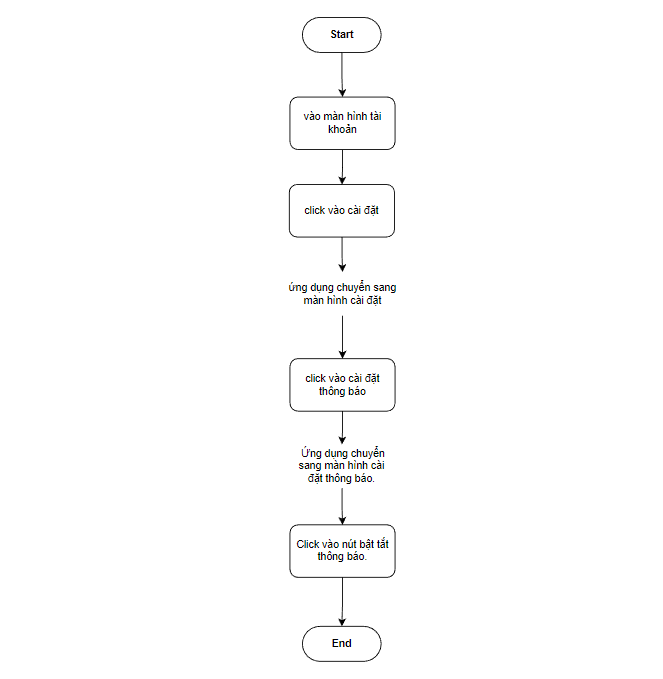 Start
vào màn hình tài
khoản
click vào cài đặt
ứng dụng chuyển sang
màn hình cài đặt
click vào cài đặt
thông báo
Ứng dụng chuyển
sang màn hình cài
đặt thông báo.
Click vào nút bật tắt
thông báo.
End